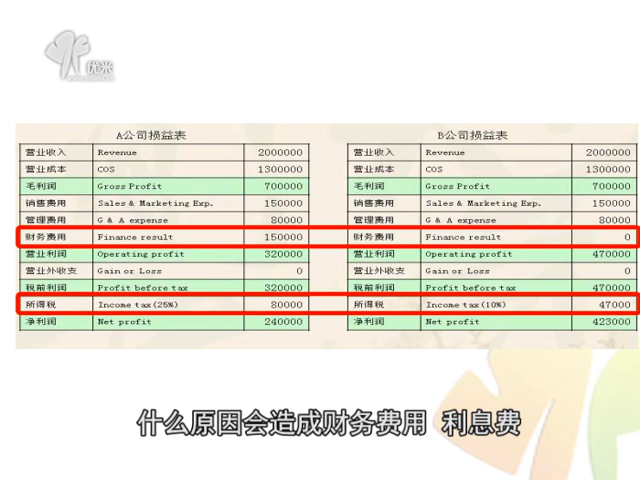 优米
A公司损益表
营业收入 Revenue 2000000
营业成本 COS 1300000
毛利润 Gross Profit 700000
销售费用 Sales & Marketing Exp. 150000
管理费用 G & A expense 80000
财务费用 Finance result 150000
营业利润 Operating profit 320000
营业外收支 Gain or Loss 0
税前利润 Profit before tax 320000
所得税 Income tax(25%) 80000
净利润 Net profit 240000
B公司损益表
营业收入 Revenue 2000000
营业成本 COS 1300000
毛利润 Gross Profit 700000
销售费用 Sales & Marketing Exp. 150000
管理费用 G & A expense 80000
财务费用 Finance result 0
营业利润 Operating profit 470000
营业外收支 Gain or Loss 0
税前利润 Profit before tax 470000
所得税 Income tax(10%) 47000
净利润 Net profit 423000
什么原因会造成财务费用 利息费